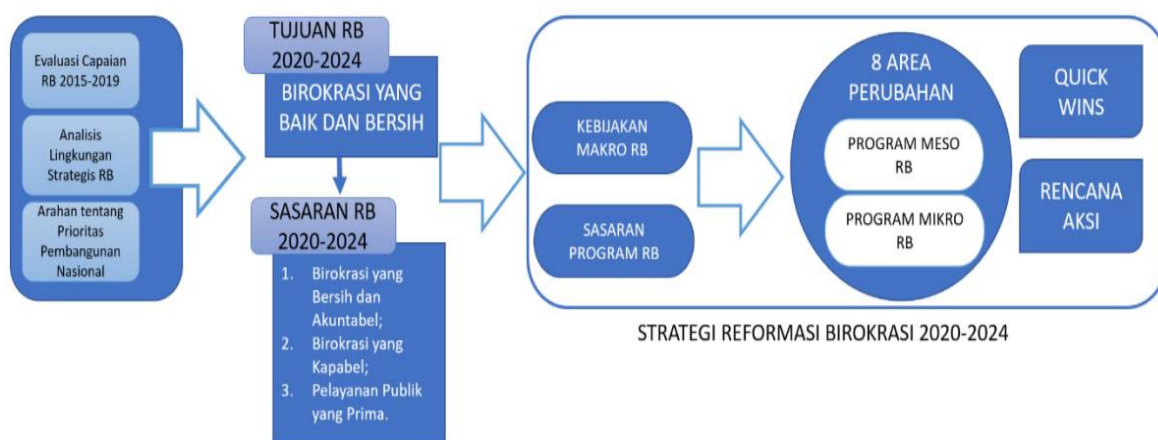 Evaluasi Capaian
RB 2015-2019
Analisis
Lingkungan
Strategis RB
Arahan tentang
Prioritas
Pembangunan
Nasional
TUJUAN RB
2020-2024
BIROKRASI YANG
BAIK DAN BERSIH
SASARAN RB
2020-2024
1. Birokrasi yang
Bersih dan
Akuntabel;
2. Birokrasi yang
Kapabel;
3. Pelayanan Publik
yang Prima.
KEBIJAKAN
MAKRO RB
SASARAN
PROGRAM RB
8 AREA
PERUBAHAN
PROGRAM MESO
RB
PROGRAM MIKRO
RB
QUICK
WINS
RENCANA
AKSI
STRATEGI REFORMASI BIROKRASI 2020-2024